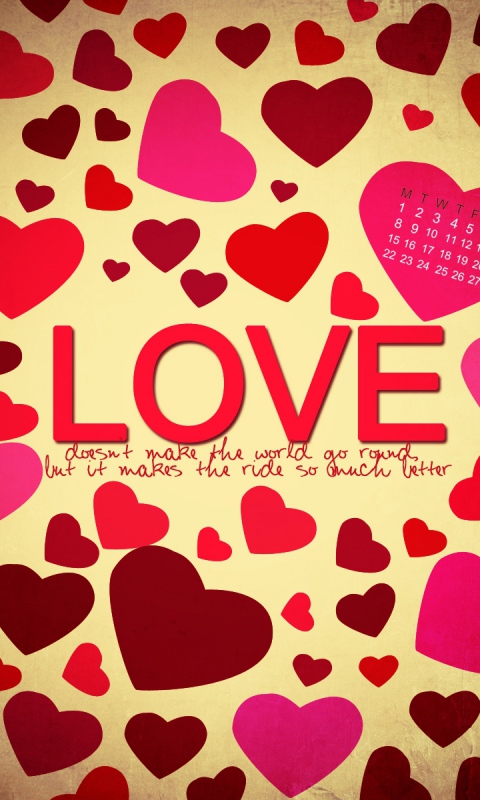 M T W T F
1 2 3 4 5
8 9 10 11 12
15 16 17 18 19
22 23 24 25 26
LOVE
doesn't make the world go round,
but it makes the ride so much better